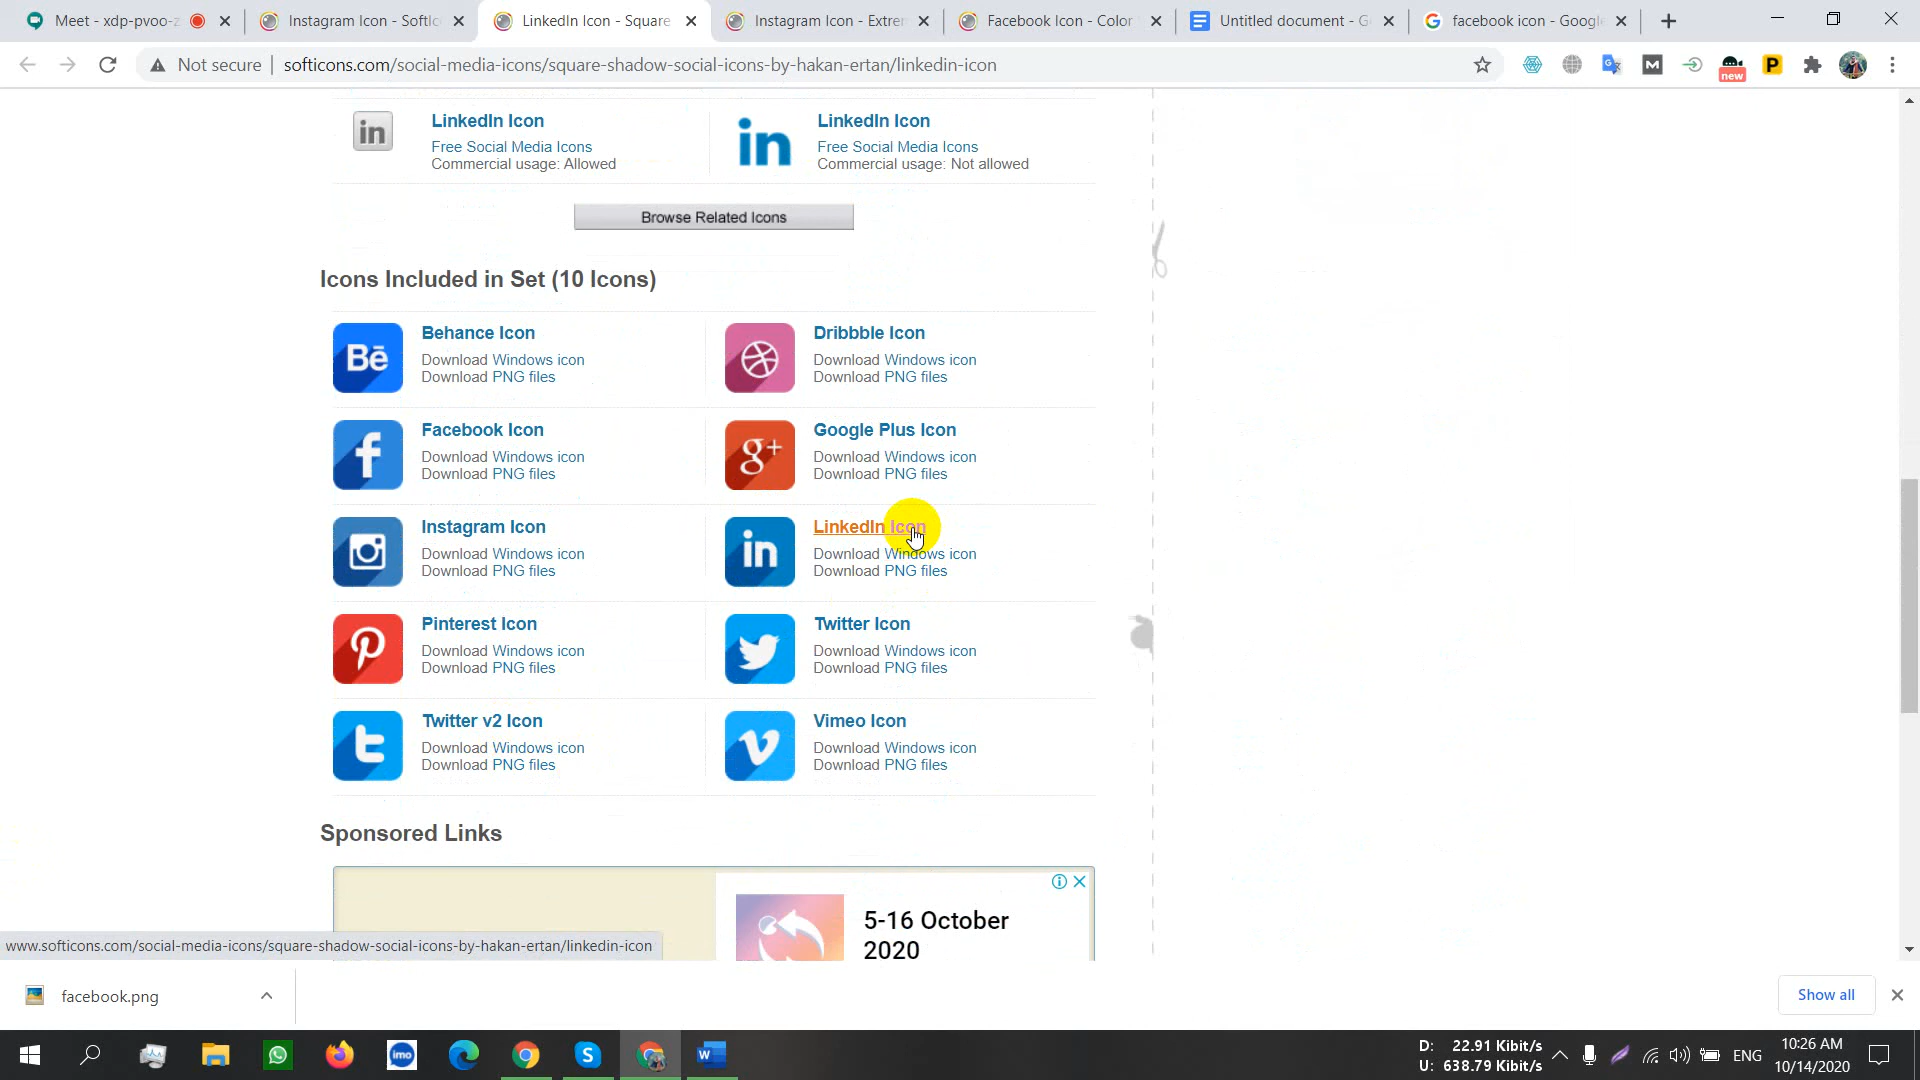 Meet - xdp-pvoo-z
Instagram Icon - SoftIc
LinkedIn Icon - Square
Instagram Icon - Extrem
Facebook Icon - Color
Untitled document - G
facebook icon - Google
Not secure
softicons.com/social-media-icons/square-shadow-social-icons-by-hakan-ertan/linkedin-icon
M
new
P
in
LinkedIn Icon
Free Social Media Icons
Commercial usage: Allowed
in
LinkedIn Icon
Free Social Media Icons
Commercial usage: Not allowed
Browse Related Icons
Icons Included in Set (10 Icons)
Bē
Behance Icon
Download Windows icon
Download PNG files
Dribbble Icon
Download Windows icon
Download PNG files
f
Facebook Icon
Download Windows icon
Download PNG files
g+
Google Plus Icon
Download Windows icon
Download PNG files
Instagram Icon
Download Windows icon
Download PNG files
in
LinkedIn Icon
Download Windows icon
Download PNG files
Pinterest Icon
Download Windows icon
Download PNG files
Twitter Icon
Download Windows icon
Download PNG files
t
Twitter v2 Icon
Download Windows icon
Download PNG files
v
Vimeo Icon
Download Windows icon
Download PNG files
Sponsored Links
5-16 October
2020
www.softicons.com/social-media-icons/square-shadow-social-icons-by-hakan-ertan/linkedin-icon
facebook.png
Show all
imo
S
W
D: 22.91 Kibit/s
U: 638.79 Kibit/s
ENG
10:26 AM
10/14/2020